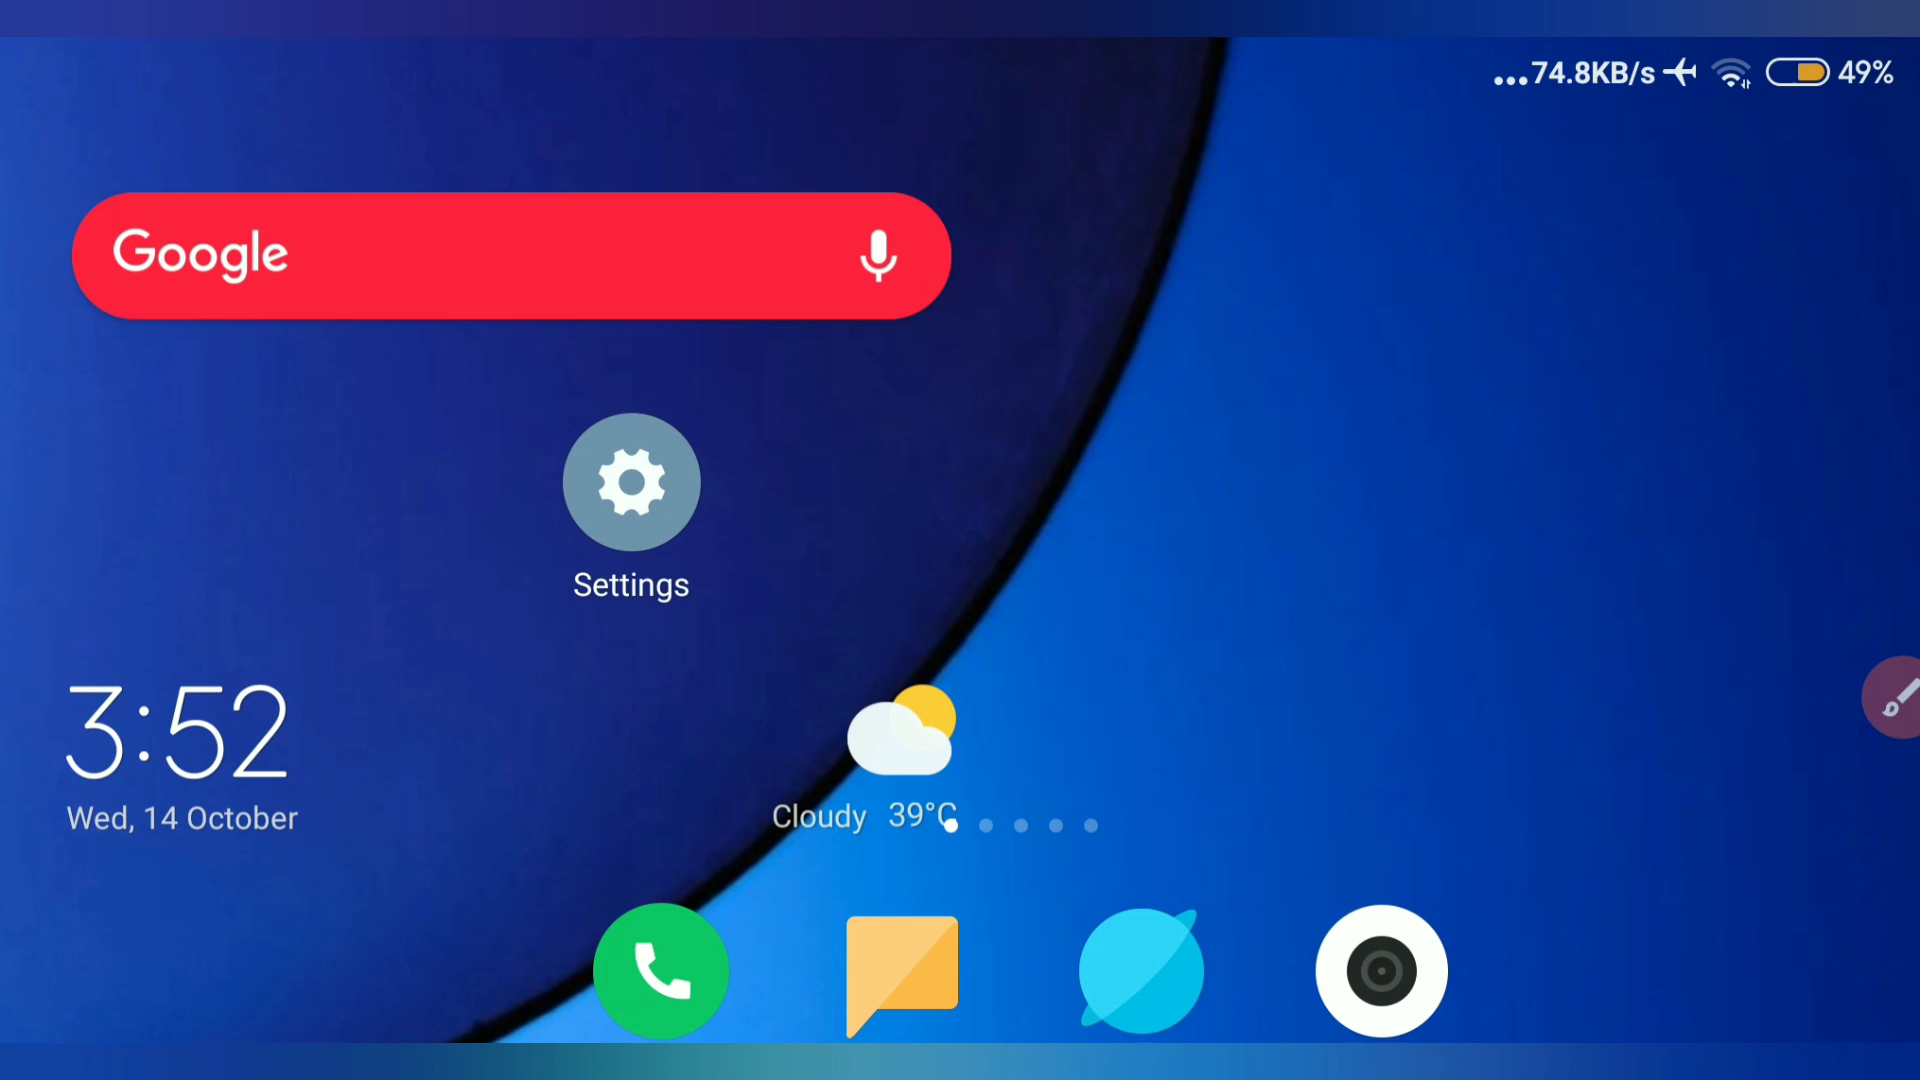 ...74.8KB/s 49%
Google
Settings
3:52
Wed, 14 October
Cloudy 39°C